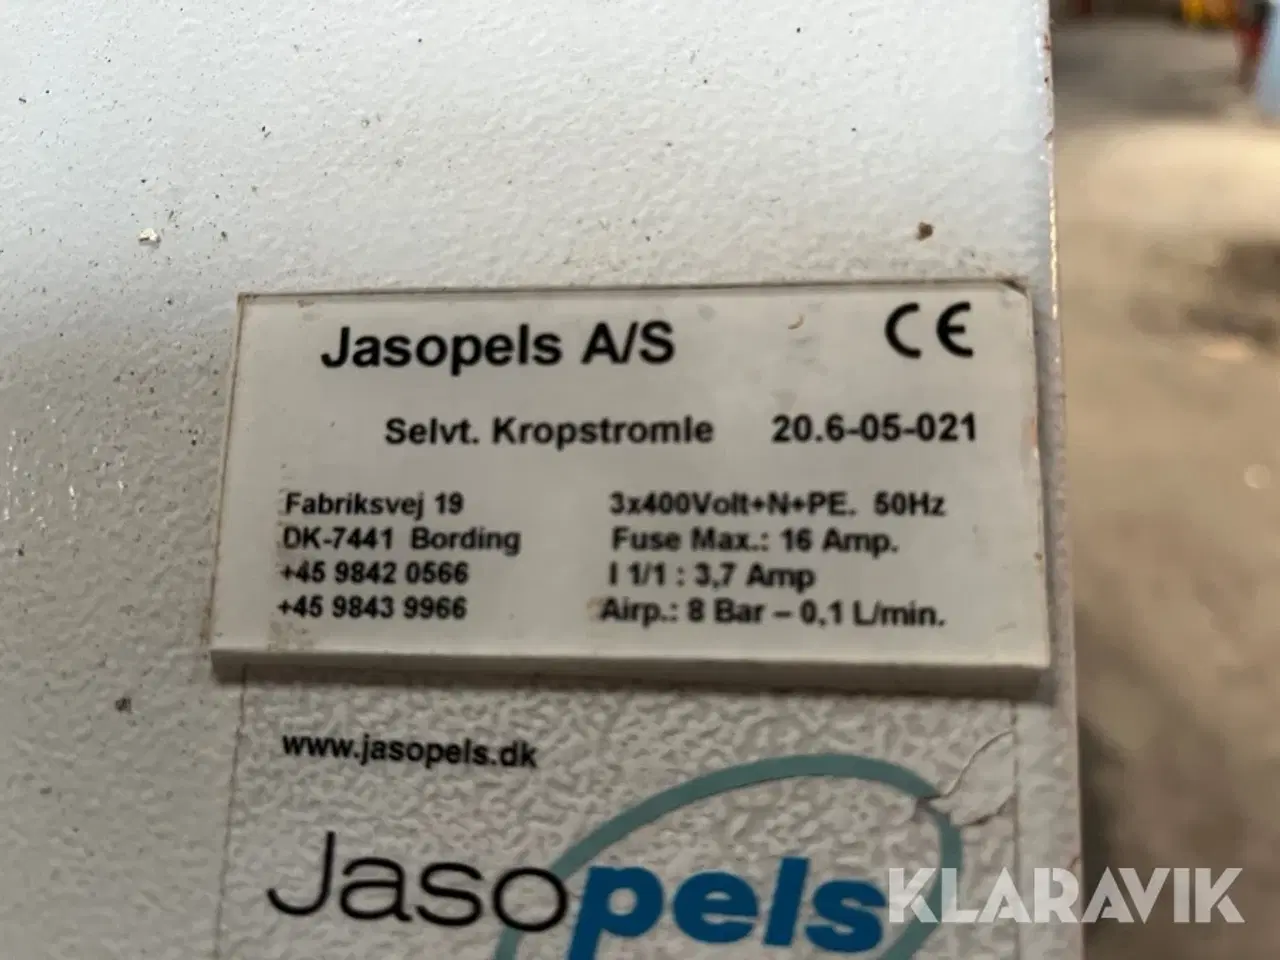 Jasopels A/S CE
Selvt. Kropstromle 20.6-05-021
Fabriksvej 19 3x400Volt+N+PE. 50Hz
DK-7441 Bording Fuse Max.: 16 Amp.
+45 9842 0566 I 1/1 : 3,7 Amp
+45 9843 9966 Airp.: 8 Bar – 0,1 L/min.
www.jasopels.dk
Jasopels
KLARAVIK